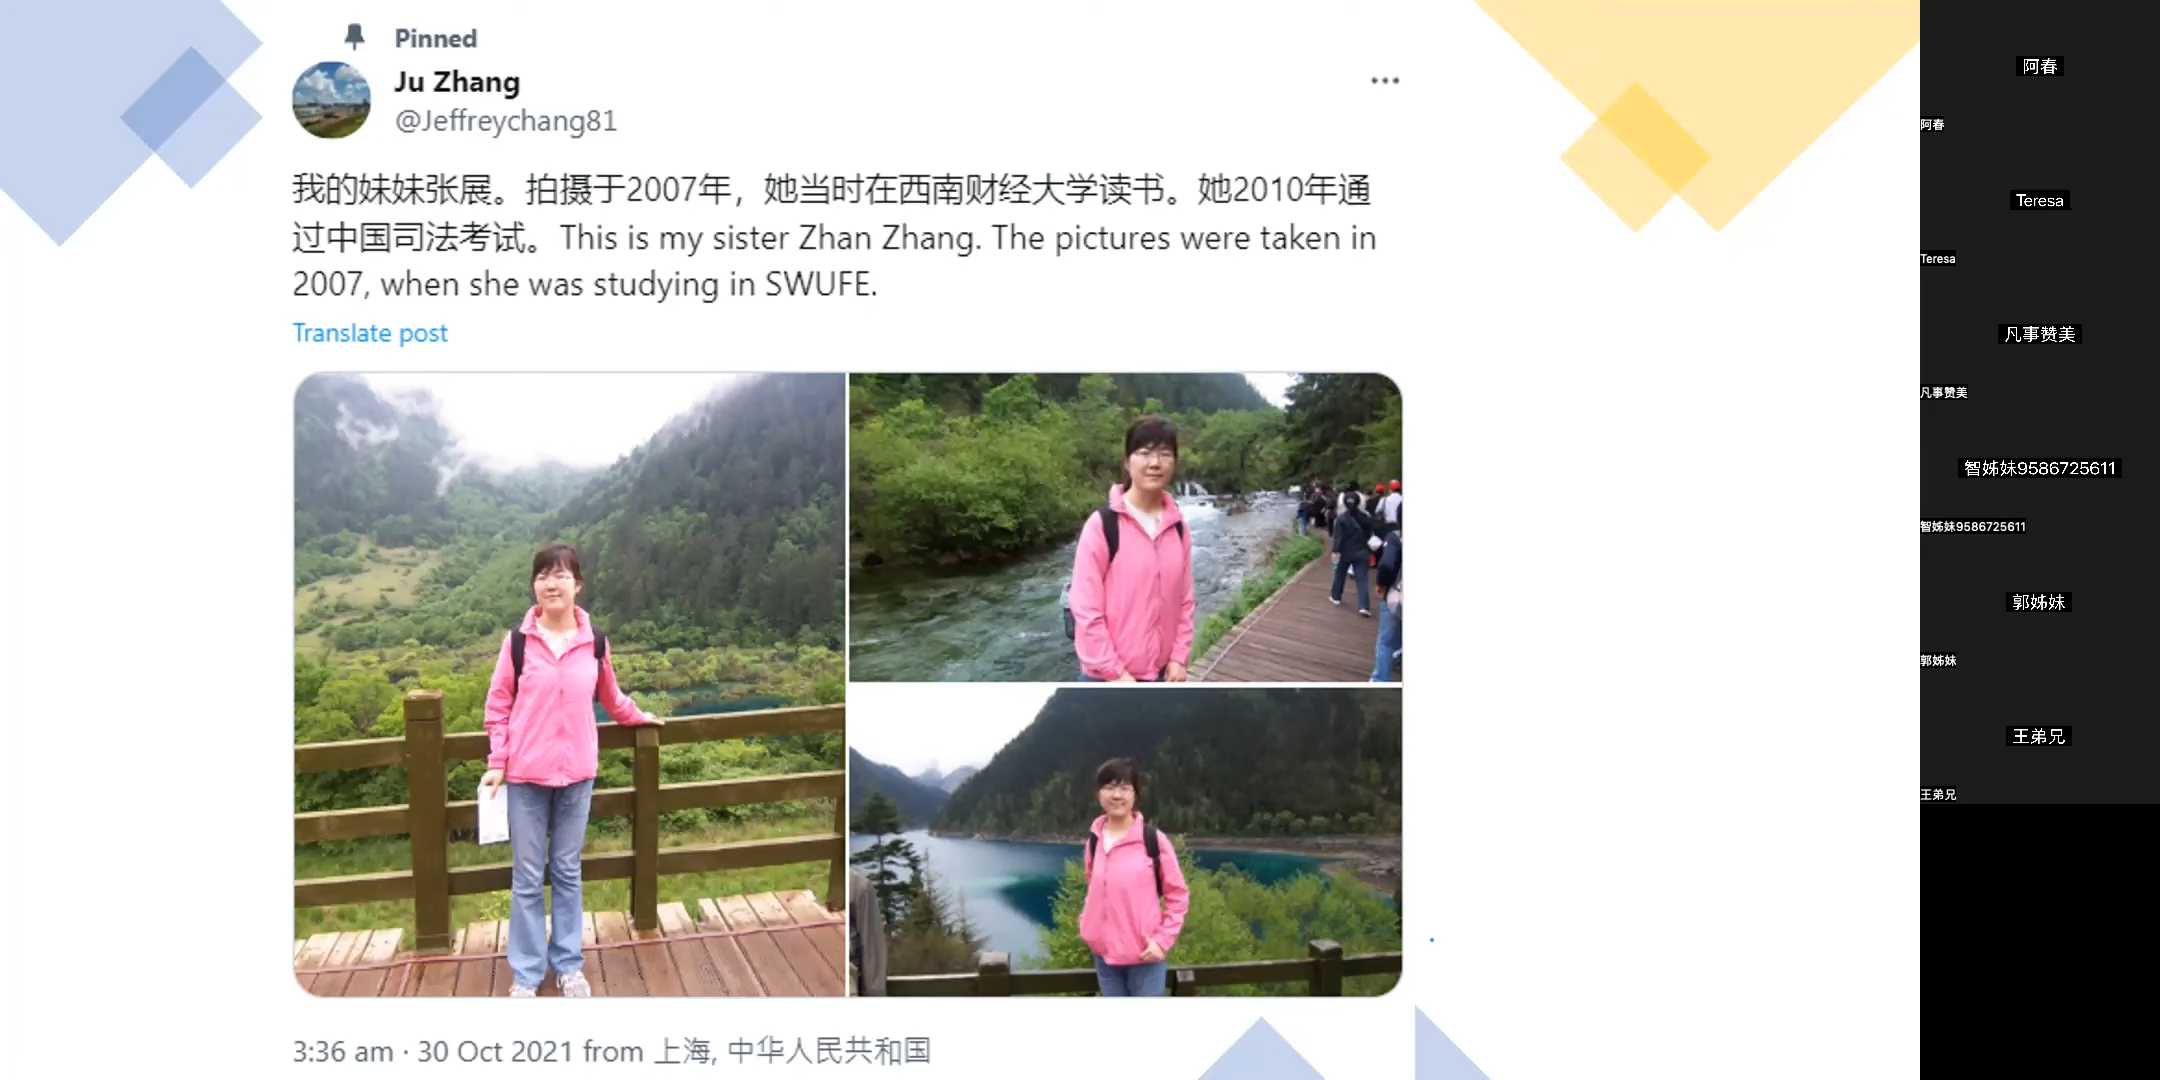 Pinned
Ju Zhang
@Jeffreychang81
我的妹妹张展。拍摄于2007年，她当时在西南财经大学读书。她2010年通
过中国司法考试。This is my sister Zhan Zhang. The pictures were taken in
2007, when she was studying in SWUFE.
Translate post
3:36 am · 30 Oct 2021 from 上海, 中华人民共和国
阿春
阿春
Teresa
Teresa
凡事赞美
凡事赞美
智姊妹9586725611
智姊妹9586725611
郭姊妹
郭姊妹
王弟兄
王弟兄